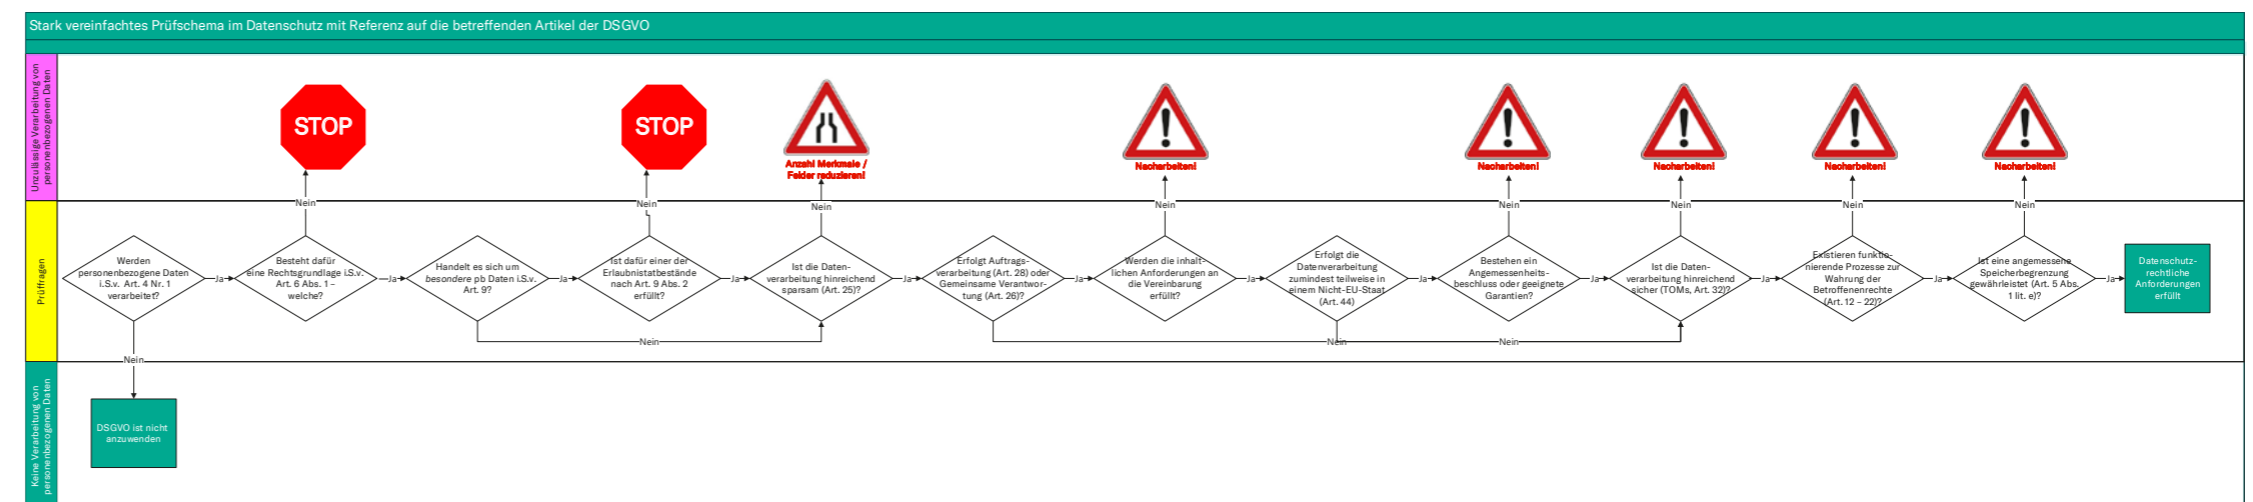 Stark vereinfachtes Prüfschema im Datenschutz mit Referenz auf die betreffenden Artikel der DSGVO
Unzulässige Verarbeitung von
personenbezogenen Daten
STOP
STOP
Anzahl Merkmale /
Felder reduzieren!
Nacharbeiten!
Nacharbeiten!
Nacharbeiten!
Nacharbeiten!
Nacharbeiten!
Nein
Nein
Nein
Nein
Nein
Nein
Nein
Nein
Prüffragen
Werden
personenbezogene Daten
i.S.v. Art. 4 Nr. 1
verarbeitet?
Ja
Besteht dafür
eine Rechtsgrundlage i.S.v.
Art. 6 Abs. 1 –
welche?
Ja
Handelt es sich um
besondere pb Daten i.S.v.
Art. 9?
Ja
Ist dafür einer der
Erlaubnistatbestände
nach Art. 9 Abs. 2
erfüllt?
Ja
Ist die Daten-
verarbeitung hinreichend
sparsam (Art. 25)?
Ja
Erfolgt Auftrags-
verarbeitung (Art. 28) oder
Gemeinsame Verantwor-
tung (Art. 26)?
Ja
Werden die inhalt-
lichen Anforderungen an
die Vereinbarung
erfüllt?
Ja
Erfolgt die
Datenverarbeitung
zumindest teilweise in
einem Nicht-EU-Staat
(Art. 44)
Ja
Bestehen ein
Angemessenheits-
beschluss oder geeignete
Garantien?
Ja
Ist die Daten-
verarbeitung hinreichend
sicher (TOMs, Art. 32)?
Ja
Existieren funktio-
nierende Prozesse zur
Wahrung der
Betroffenenrechte
(Art. 12 – 22)?
Ja
Ist eine angemessene
Speicherbegrenzung
gewährleistet (Art. 5 Abs.
1 lit. e)?
Ja
Datenschutz-
rechtliche
Anforderungen
erfüllt
Nein
Nein
Nein
Nein
Keine Verarbeitung von
personenbezogenen Daten
DSGVO ist nicht
anzuwenden